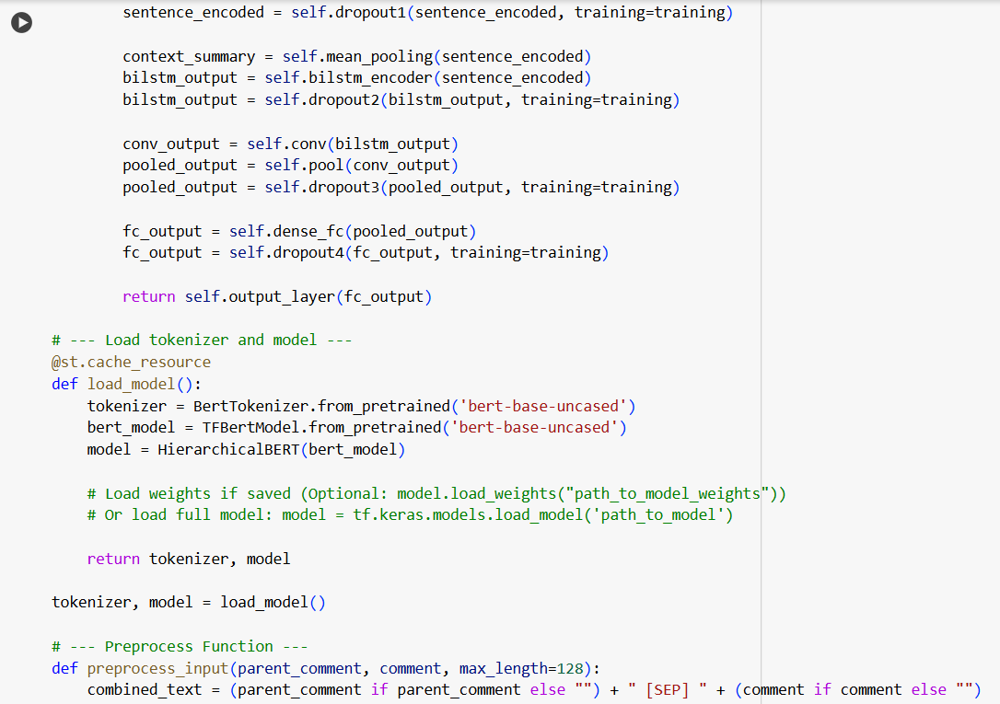 sentence_encoded = self.dropout1(sentence_encoded, training=training)
context_summary = self.mean_pooling(sentence_encoded)
bilstm_output = self.bilstm_encoder(sentence_encoded)
bilstm_output = self.dropout2(bilstm_output, training=training)
conv_output = self.conv(bilstm_output)
pooled_output = self.pool(conv_output)
pooled_output = self.dropout3(pooled_output, training=training)
fc_output = self.dense_fc(pooled_output)
fc_output = self.dropout4(fc_output, training=training)
return self.output_layer(fc_output)
# --- Load tokenizer and model ---
@st.cache_resource
def load_model():
tokenizer = BertTokenizer.from_pretrained('bert-base-uncased')
bert_model = TFBertModel.from_pretrained('bert-base-uncased')
model = HierarchicalBERT(bert_model)
# Load weights if saved (Optional: model.load_weights("path_to_model_weights"))
# Or load full model: model = tf.keras.models.load_model('path_to_model')
return tokenizer, model
tokenizer, model = load_model()
# --- Preprocess Function ---
def preprocess_input(parent_comment, comment, max_length=128):
combined_text = (parent_comment if parent_comment else "") + " [SEP] " + (comment if comment else "")